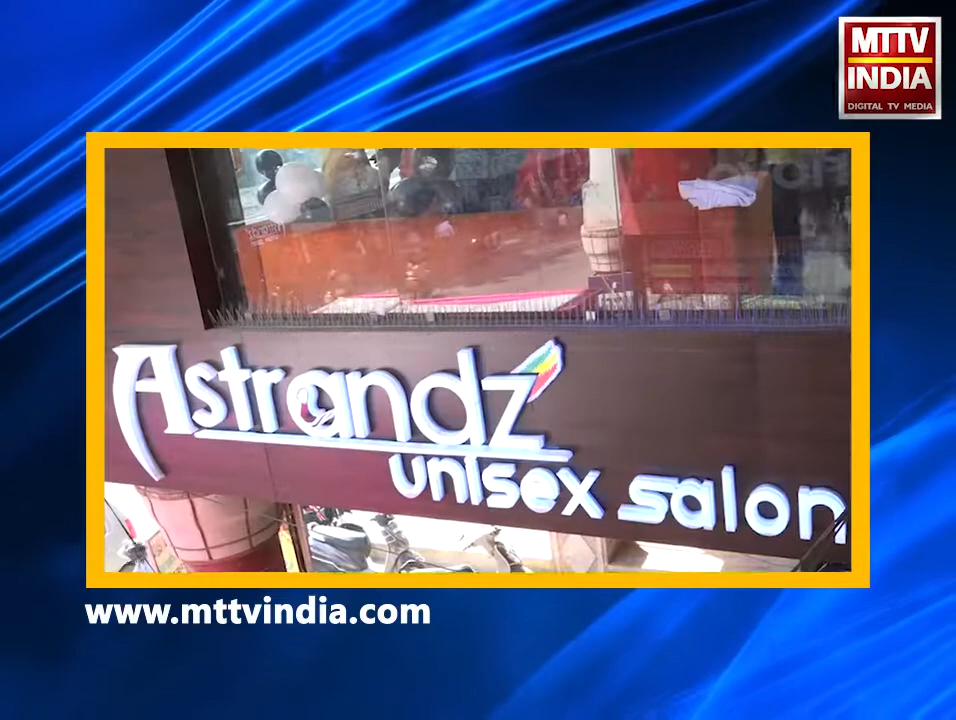 MTTV
INDIA
DIGITAL TV MEDIA
Astrandz
unisex salon
www.mttvindia.com